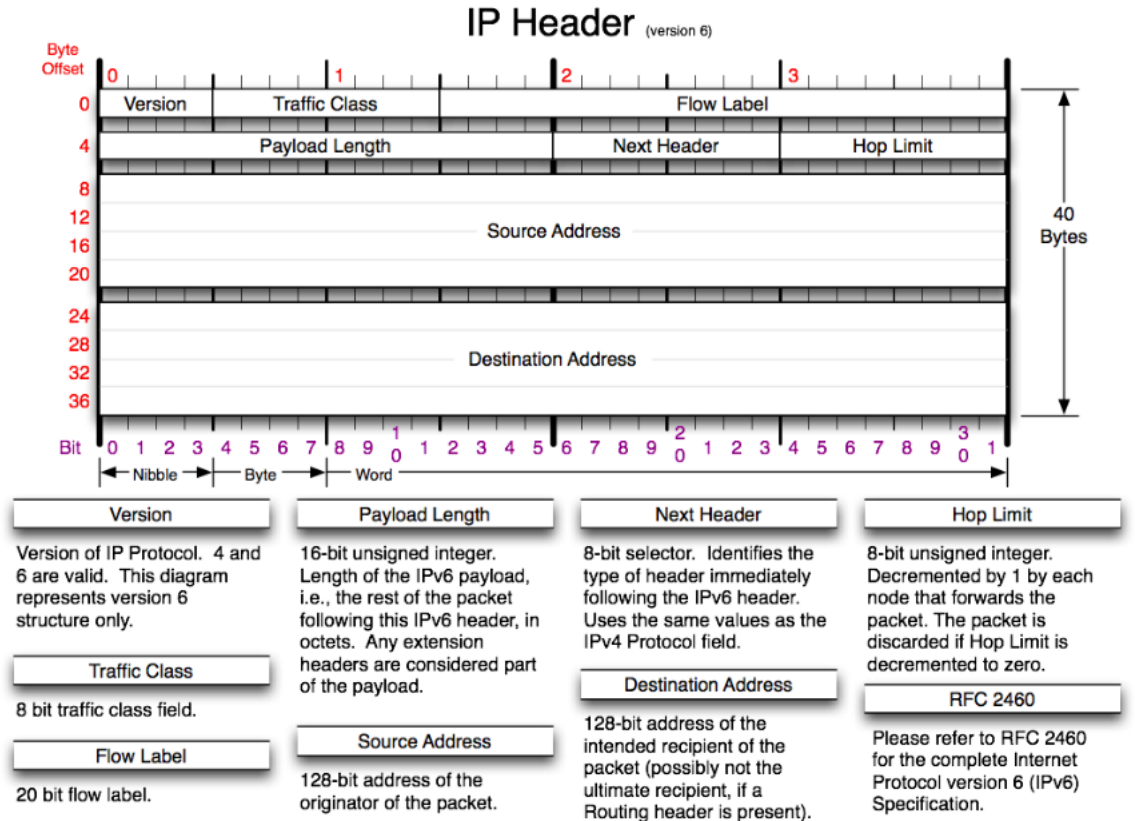 IP Header (version 6)
Byte
Offset
0 1 2 3
0 Version Traffic Class Flow Label
4 Payload Length Next Header Hop Limit
8
12
Source Address
16
20
24
28
Destination Address
32
36
40
Bytes
Bit 0 1 2 3 4 5 6 7 8 9 10 1 2 3 4 5 6 7 8 9 20 1 2 3 4 5 6 7 8 9 30 1
Nibble Byte Word
Version
Version of IP Protocol. 4 and
6 are valid. This diagram
represents version 6
structure only.
Traffic Class
8 bit traffic class field.
Flow Label
20 bit flow label.
Payload Length
16-bit unsigned integer.
Length of the IPv6 payload,
i.e., the rest of the packet
following this IPv6 header, in
octets. Any extension
headers are considered part
of the payload.
Source Address
128-bit address of the
originator of the packet.
Next Header
8-bit selector. Identifies the
type of header immediately
following the IPv6 header.
Uses the same values as the
IPv4 Protocol field.
Destination Address
128-bit address of the
intended recipient of the
packet (possibly not the
ultimate recipient, if a
Routing header is present).
Hop Limit
8-bit unsigned integer.
Decremented by 1 by each
node that forwards the
packet. The packet is
discarded if Hop Limit is
decremented to zero.
RFC 2460
Please refer to RFC 2460
for the complete Internet
Protocol version 6 (IPv6)
Specification.